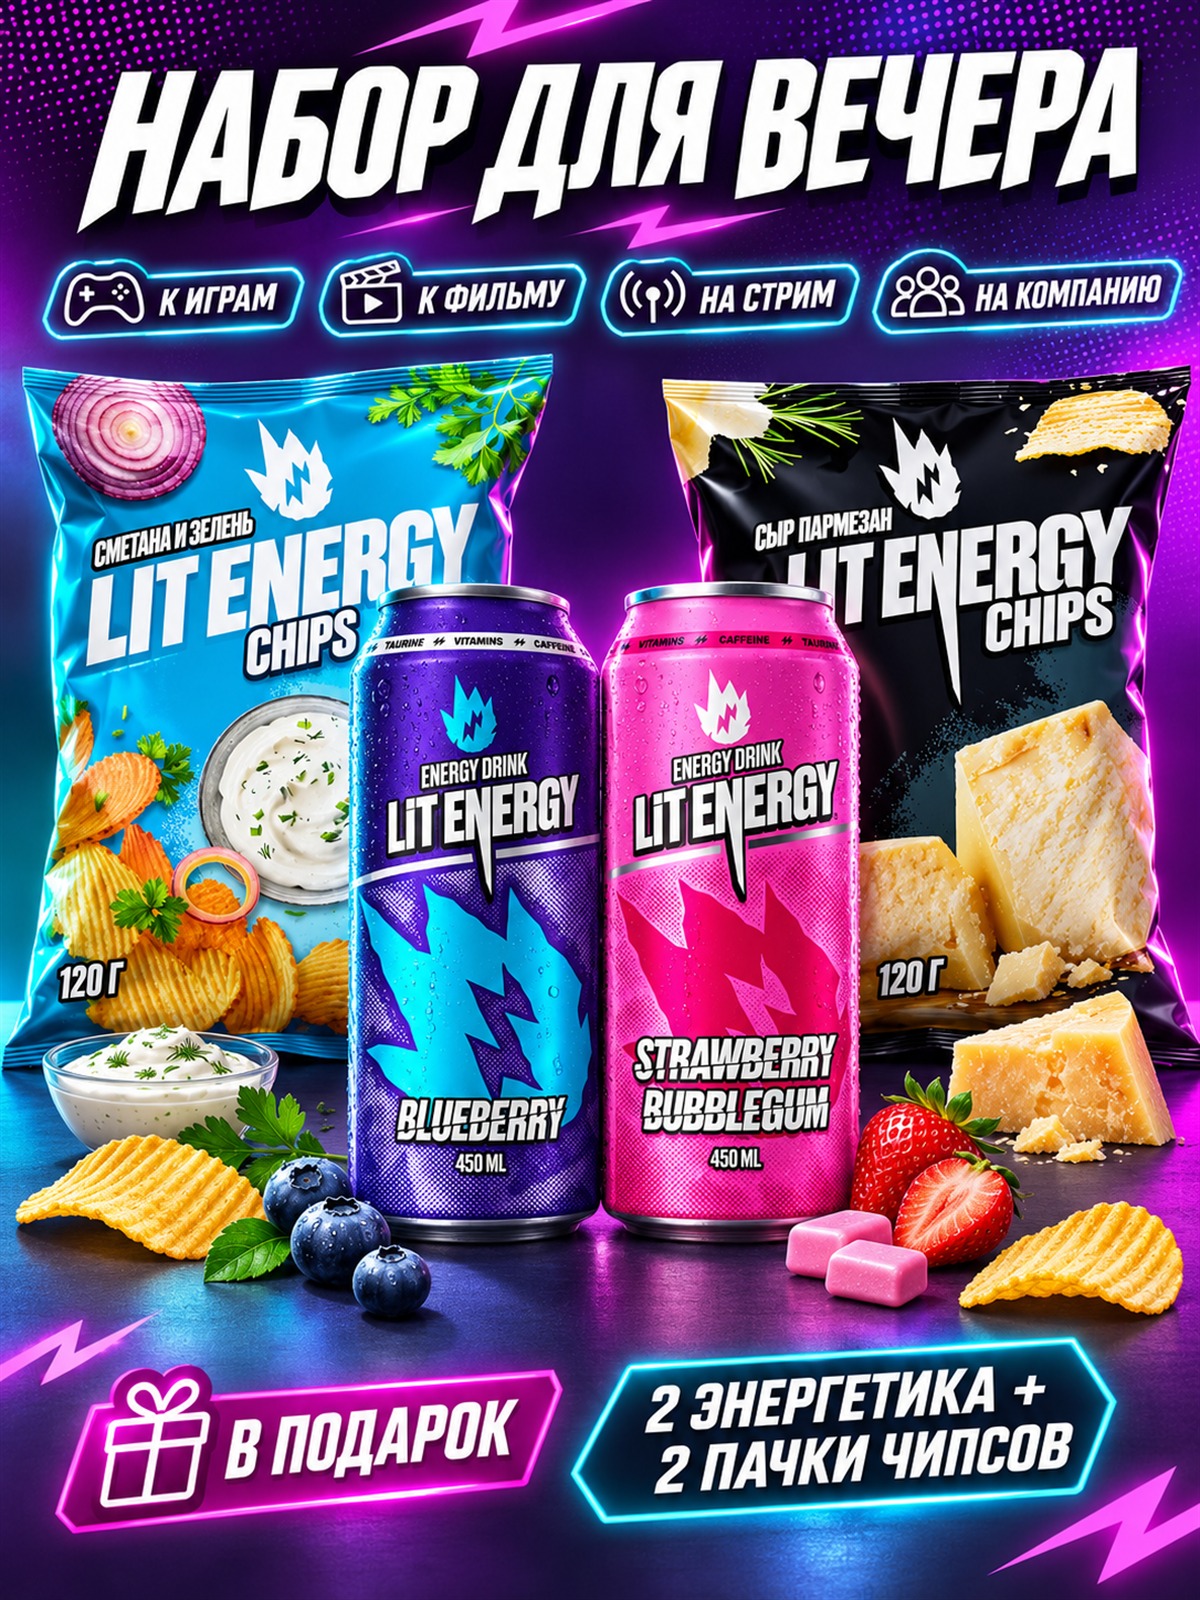 НАБОР ДЛЯ ВЕЧЕРА
К ИГРАМ
К ФИЛЬМУ
НА СТРИМ
НА КОМПАНИЮ
СМЕТАНА И ЗЕЛЕНЬ
LIT ENERGY
CHIPS
120 Г
СЫР ПАРМЕЗАН
LIT ENERGY
CHIPS
120 Г
TAURINE VITAMINS CAFFEINE
ENERGY DRINK
LIT ENERGY
BLUEBERRY
450 ML
VITAMINS CAFFEINE TAURINE
ENERGY DRINK
LIT ENERGY
STRAWBERRY
BUBBLEGUM
450 ML
В ПОДАРОК
2 ЭНЕРГЕТИКА +
2 ПАЧКИ ЧИПСОВ